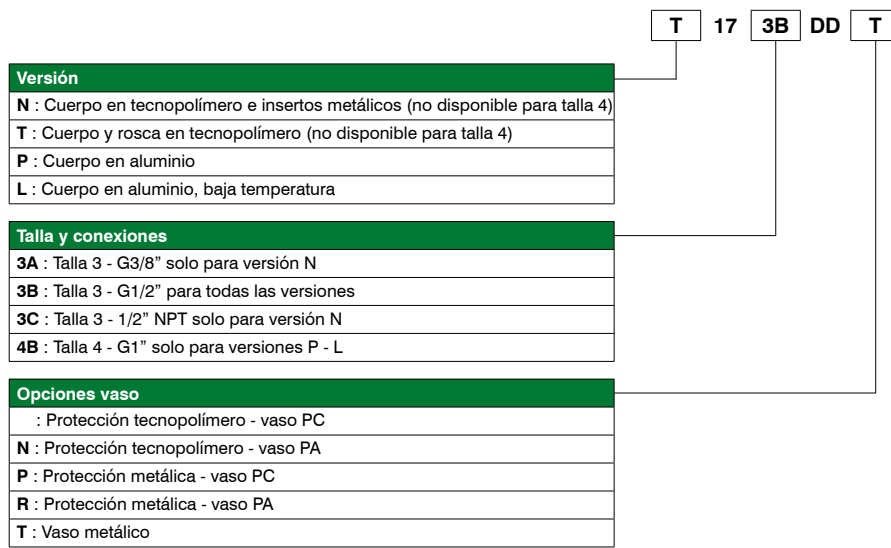 T 17 3B DD T
Versión
N : Cuerpo en tecnopolímero e insertos metálicos (no disponible para talla 4)
T : Cuerpo y rosca en tecnopolímero (no disponible para talla 4)
P : Cuerpo en aluminio
L : Cuerpo en aluminio, baja temperatura
Talla y conexiones
3A : Talla 3 - G3/8” solo para versión N
3B : Talla 3 - G1/2” para todas las versiones
3C : Talla 3 - 1/2” NPT solo para versión N
4B : Talla 4 - G1” solo para versiones P - L
Opciones vaso
: Protección tecnopolímero - vaso PC
N : Protección tecnopolímero - vaso PA
P : Protección metálica - vaso PC
R : Protección metálica - vaso PA
T : Vaso metálico